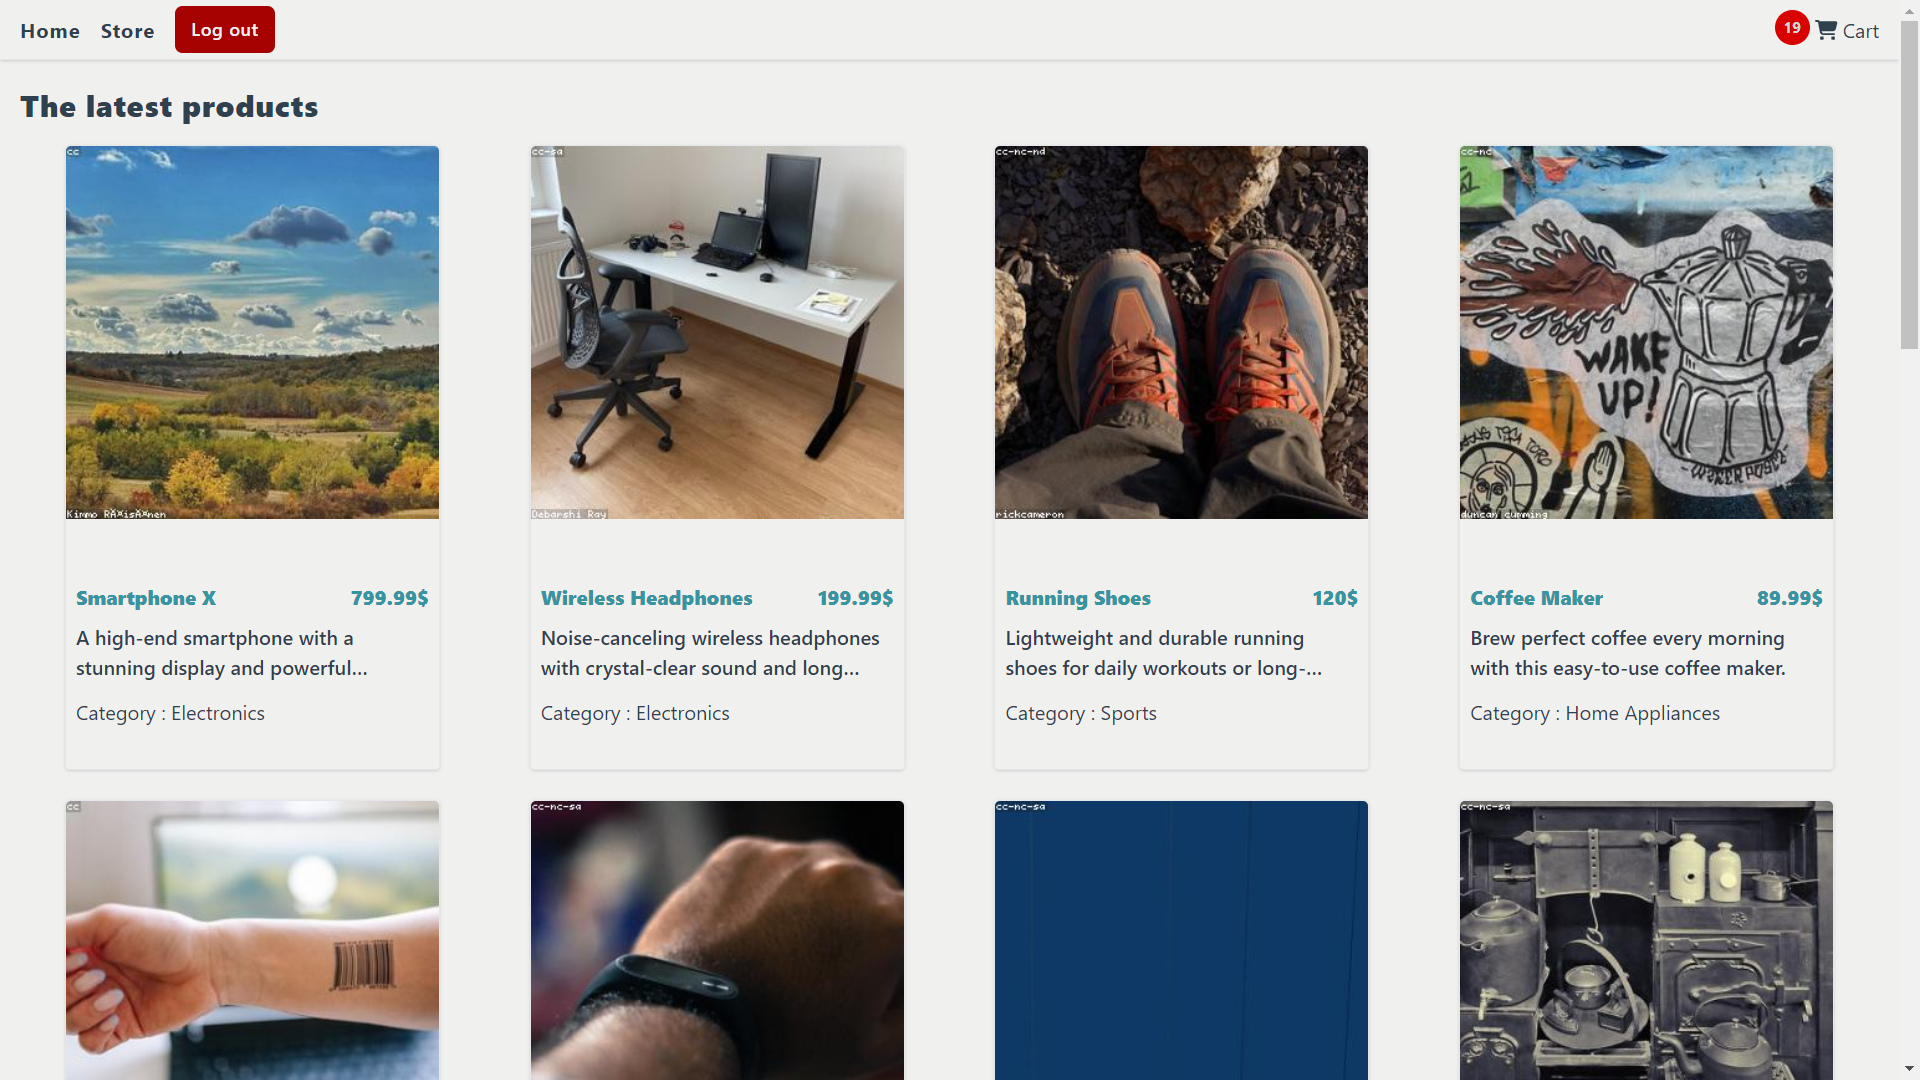 Home Store Log out 19 Cart
The latest products
cc cc-sa cc-nc-nd cc-nc
WAKE
UP!
Debarshi Ray rickcameron duncan cumming
Smartphone X 799.99$
A high-end smartphone with a
stunning display and powerful...
Category : Electronics
Wireless Headphones 199.99$
Noise-canceling wireless headphones
with crystal-clear sound and long...
Category : Electronics
Running Shoes 120$
Lightweight and durable running
shoes for daily workouts or long-...
Category : Sports
Coffee Maker 89.99$
Brew perfect coffee every morning
with this easy-to-use coffee maker.
Category : Home Appliances
cc cc-nc-sa cc-nc-sa cc-nc-sa